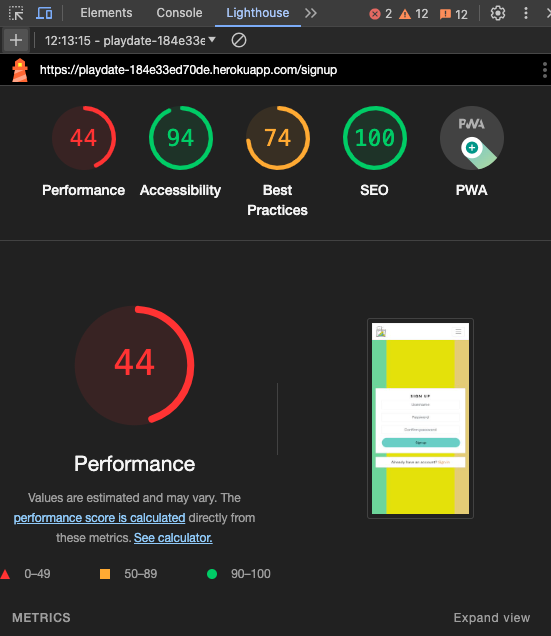 Elements Console Lighthouse 2 12 12
12:13:15 - playdate-184e33e
https://playdate-184e33ed70de.herokuapp.com/signup
44 94 74 100 PWA
Performance Accessibility Best Practices SEO PWA
44
Performance
Values are estimated and may vary. The
performance score is calculated directly from
these metrics. See calculator.
0–49 50–89 90–100
SIGN UP
Username
Password
Confirm password
Sign up
Already have an account? Sign in
METRICS Expand view